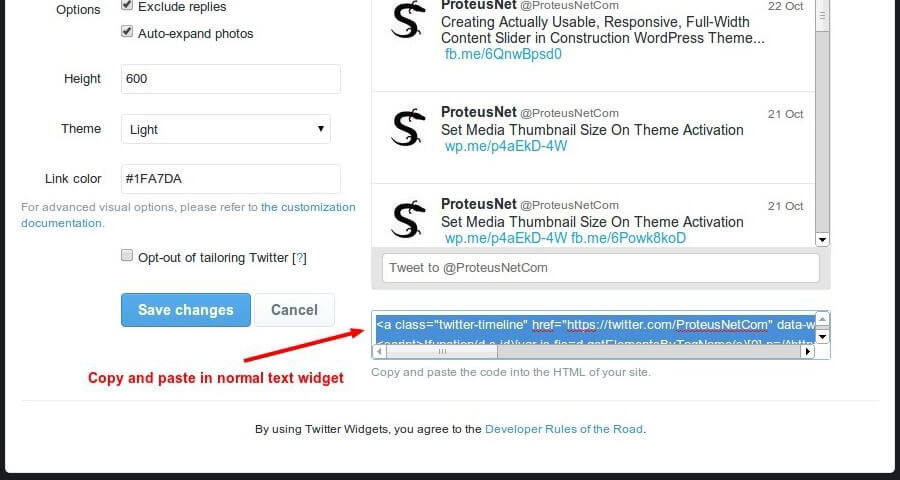 Options
Exclude replies
Auto-expand photos
Height
600
Theme
Light
Link color
#1FA7DA
For advanced visual options, please refer to the customization
documentation.
Opt-out of tailoring Twitter [?]
Save changes
Cancel
Copy and paste in normal text widget
ProteusNet @ProteusNetCom 22 Oct
Creating Actually Usable, Responsive, Full-Width
Content Slider in Construction WordPress Theme...
fb.me/6QnwBpsd0
ProteusNet @ProteusNetCom 21 Oct
Set Media Thumbnail Size On Theme Activation
wp.me/p4aEkD-4W
ProteusNet @ProteusNetCom 21 Oct
Set Media Thumbnail Size On Theme Activation
wp.me/p4aEkD-4W fb.me/6Powk8koD
Tweet to @ProteusNetCom
<a class="twitter-timeline" href="https://twitter.com/ProteusNetCom" data-w
Copy and paste the code into the HTML of your site.
By using Twitter Widgets, you agree to the Developer Rules of the Road.